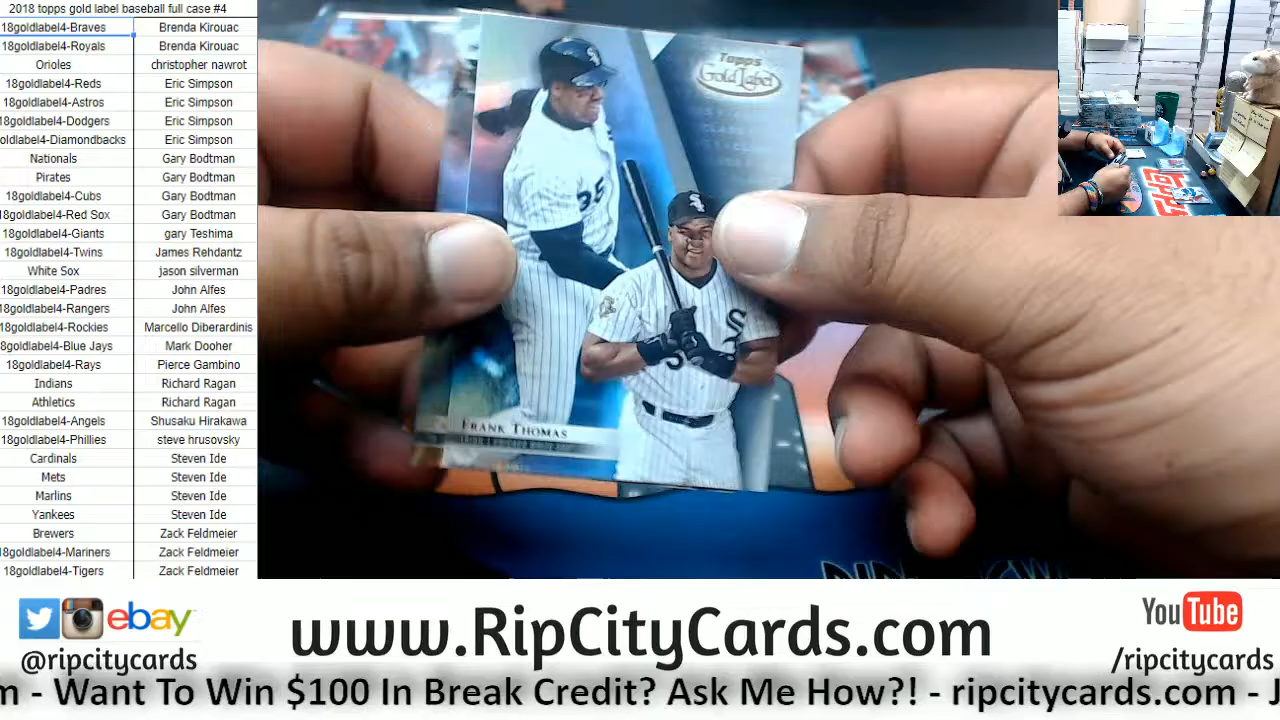 2018 topps gold label baseball full case #4
18goldlabel4-Braves Brenda Kirouac
18goldlabel4-Royals Brenda Kirouac
Orioles christopher nawrot
18goldlabel4-Reds Eric Simpson
18goldlabel4-Astros Eric Simpson
18goldlabel4-Dodgers Eric Simpson
oldlabel4-Diamondbacks Eric Simpson
Nationals Gary Bodtman
Pirates Gary Bodtman
18goldlabel4-Cubs Gary Bodtman
8goldlabel4-Red Sox Gary Bodtman
18goldlabel4-Giants gary Teshima
18goldlabel4-Twins James Rehdantz
White Sox jason silverman
18goldlabel4-Padres John Alfes
18goldlabel4-Rangers John Alfes
8goldlabel4-Rockies Marcello Diberardinis
8goldlabel4-Blue Jays Mark Dooher
18goldlabel4-Rays Pierce Gambino
Indians Richard Ragan
Athletics Richard Ragan
18goldlabel4-Angels Shusaku Hirakawa
18goldlabel4-Phillies steve hrusovsky
Cardinals Steven Ide
Mets Steven Ide
Marlins Steven Ide
Yankees Steven Ide
Brewers Zack Feldmeier
8goldlabel4-Mariners Zack Feldmeier
18goldlabel4-Tigers Zack Feldmeier
Topps
Gold Label
35
Frank Thomas
ebay
@ripcitycards
www.RipCityCards.com
YouTube
/ripcitycards
m - Want To Win $100 In Break Credit? Ask Me How?! - ripcitycards.com - J